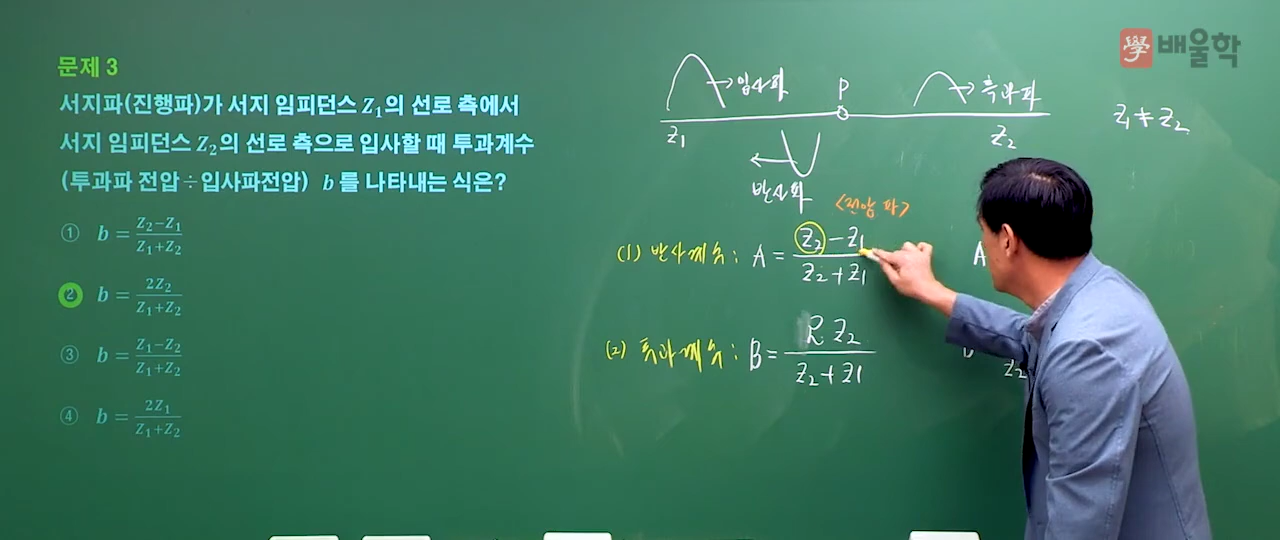 學 배울학
문제 3
서지파(진행파)가 서지 임피던스 Z₁의 선로 측에서
서지 임피던스 Z₂의 선로 측으로 입사할 때 투과계수
(투과파 전압÷입사파전압) b 를 나타내는 식은?
① b = (Z₂−Z₁)/(Z₁+Z₂)
② b = 2Z₂/(Z₁+Z₂)
③ b = (Z₁−Z₂)/(Z₁+Z₂)
④ b = 2Z₁/(Z₁+Z₂)
→입사파
P
→투과파
Z₁
Z₂
Z₁ ≠ Z₂
반사파
<전압파>
(1) 반사계수 : A = (Z₂−Z₁)/(Z₂+Z₁)
A
(2) 투과계수 : B = 2Z₂/(Z₂+Z₁)
Z₂